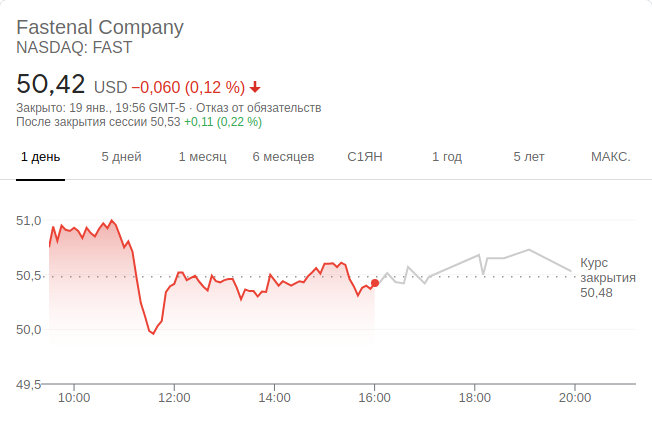 Fastenal Company
NASDAQ: FAST
50,42 USD −0,060 (0,12 %)
Закрыто: 19 янв., 19:56 GMT-5 · Отказ от обязательств
После закрытия сессии 50,53 +0,11 (0,22 %)
1 день 5 дней 1 месяц 6 месяцев С1ЯН 1 год 5 лет МАКС.
51,0
50,5
50,0
49,5
Курс
закрытия
50,48
10:00 12:00 14:00 16:00 18:00 20:00